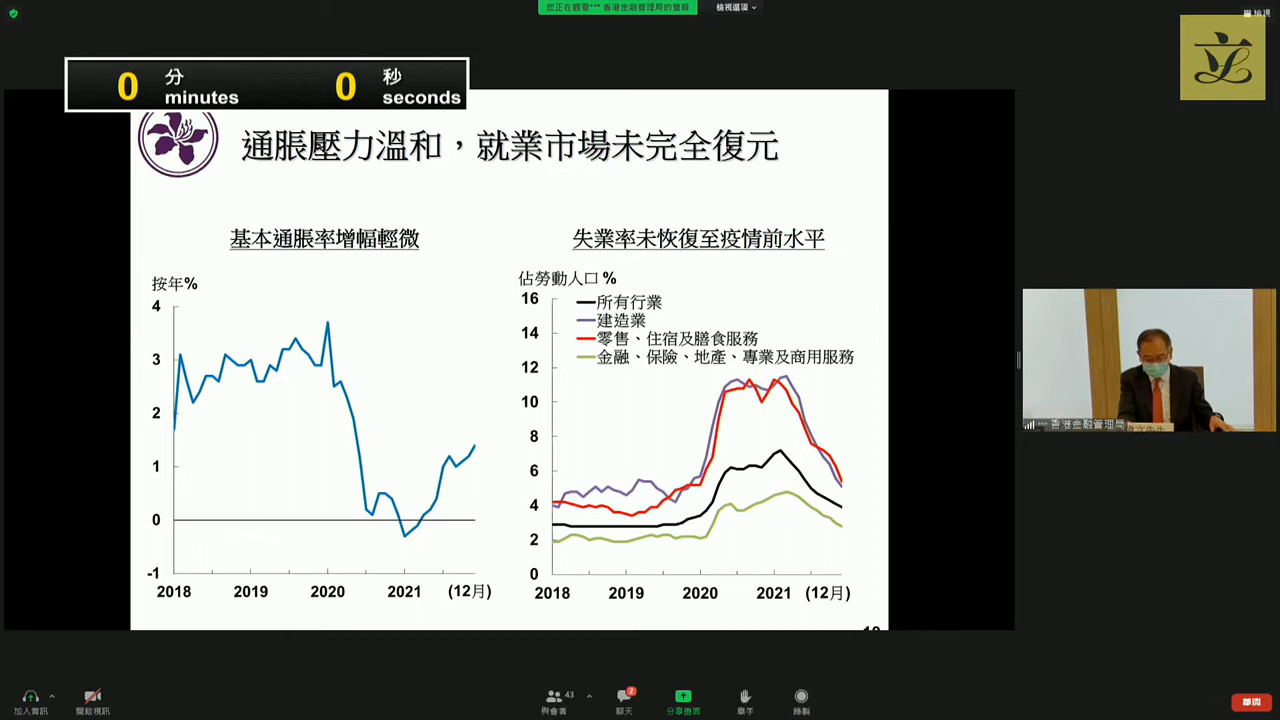 您正在觀看*** 香港金融管理局的螢幕
檢視選項
檢視
0 分 minutes 0 秒 seconds
通脹壓力溫和，就業市場未完全復元
基本通脹率增幅輕微
按年%
4
3
2
1
0
-1
2018 2019 2020 2021 (12月)
失業率未恢復至疫情前水平
佔勞動人口 %
16
14
12
10
8
6
4
2
0
所有行業
建造業
零售、住宿及膳食服務
金融、保險、地產、專業及商用服務
2018 2019 2020 2021 (12月)
香港金融管理局
加入音訊
開啟視訊
43
與會者
2
聊天
分享畫面
舉手
錄製
離開